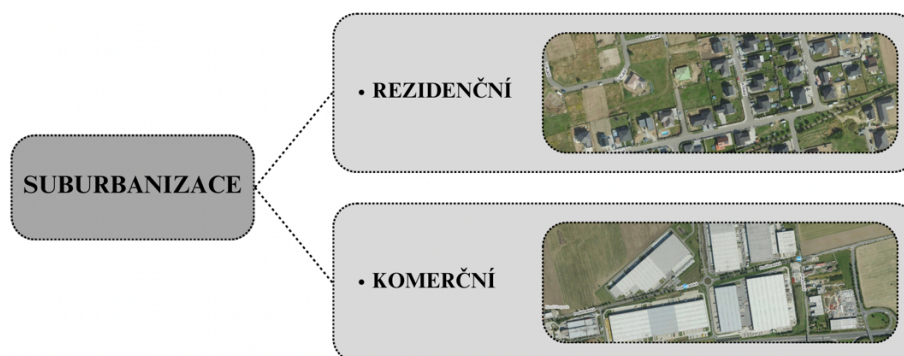 SUBURBANIZACE
• REZIDENČNÍ
• KOMERČNÍ